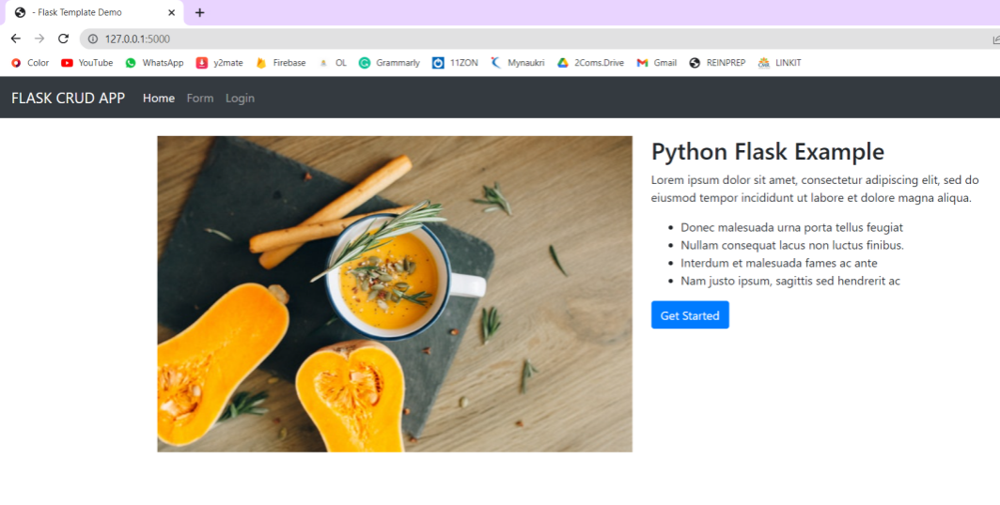 - Flask Template Demo
127.0.0.1:5000
Color YouTube WhatsApp y2mate Firebase OL Grammarly 11ZON Mynaukri 2Coms.Drive Gmail REINPREP LINKIT
FLASK CRUD APP Home Form Login
Python Flask Example
Lorem ipsum dolor sit amet, consectetur adipiscing elit, sed do
eiusmod tempor incididunt ut labore et dolore magna aliqua.
Donec malesuada urna porta tellus feugiat
Nullam consequat lacus non luctus finibus.
Interdum et malesuada fames ac ante
Nam justo ipsum, sagittis sed hendrerit ac
Get Started